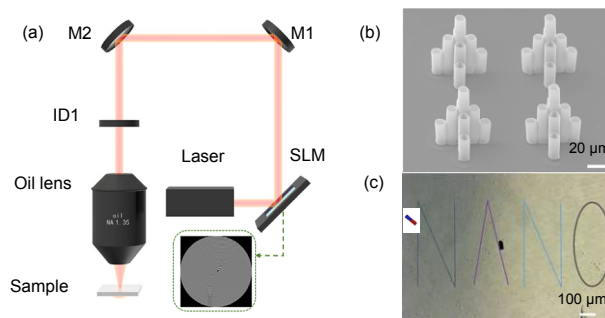 (a)
M2
M1
ID1
Laser
SLM
Oil lens
oil
NA 1.35
Sample
(b)
20 µm
(c)
NANO
100 µm